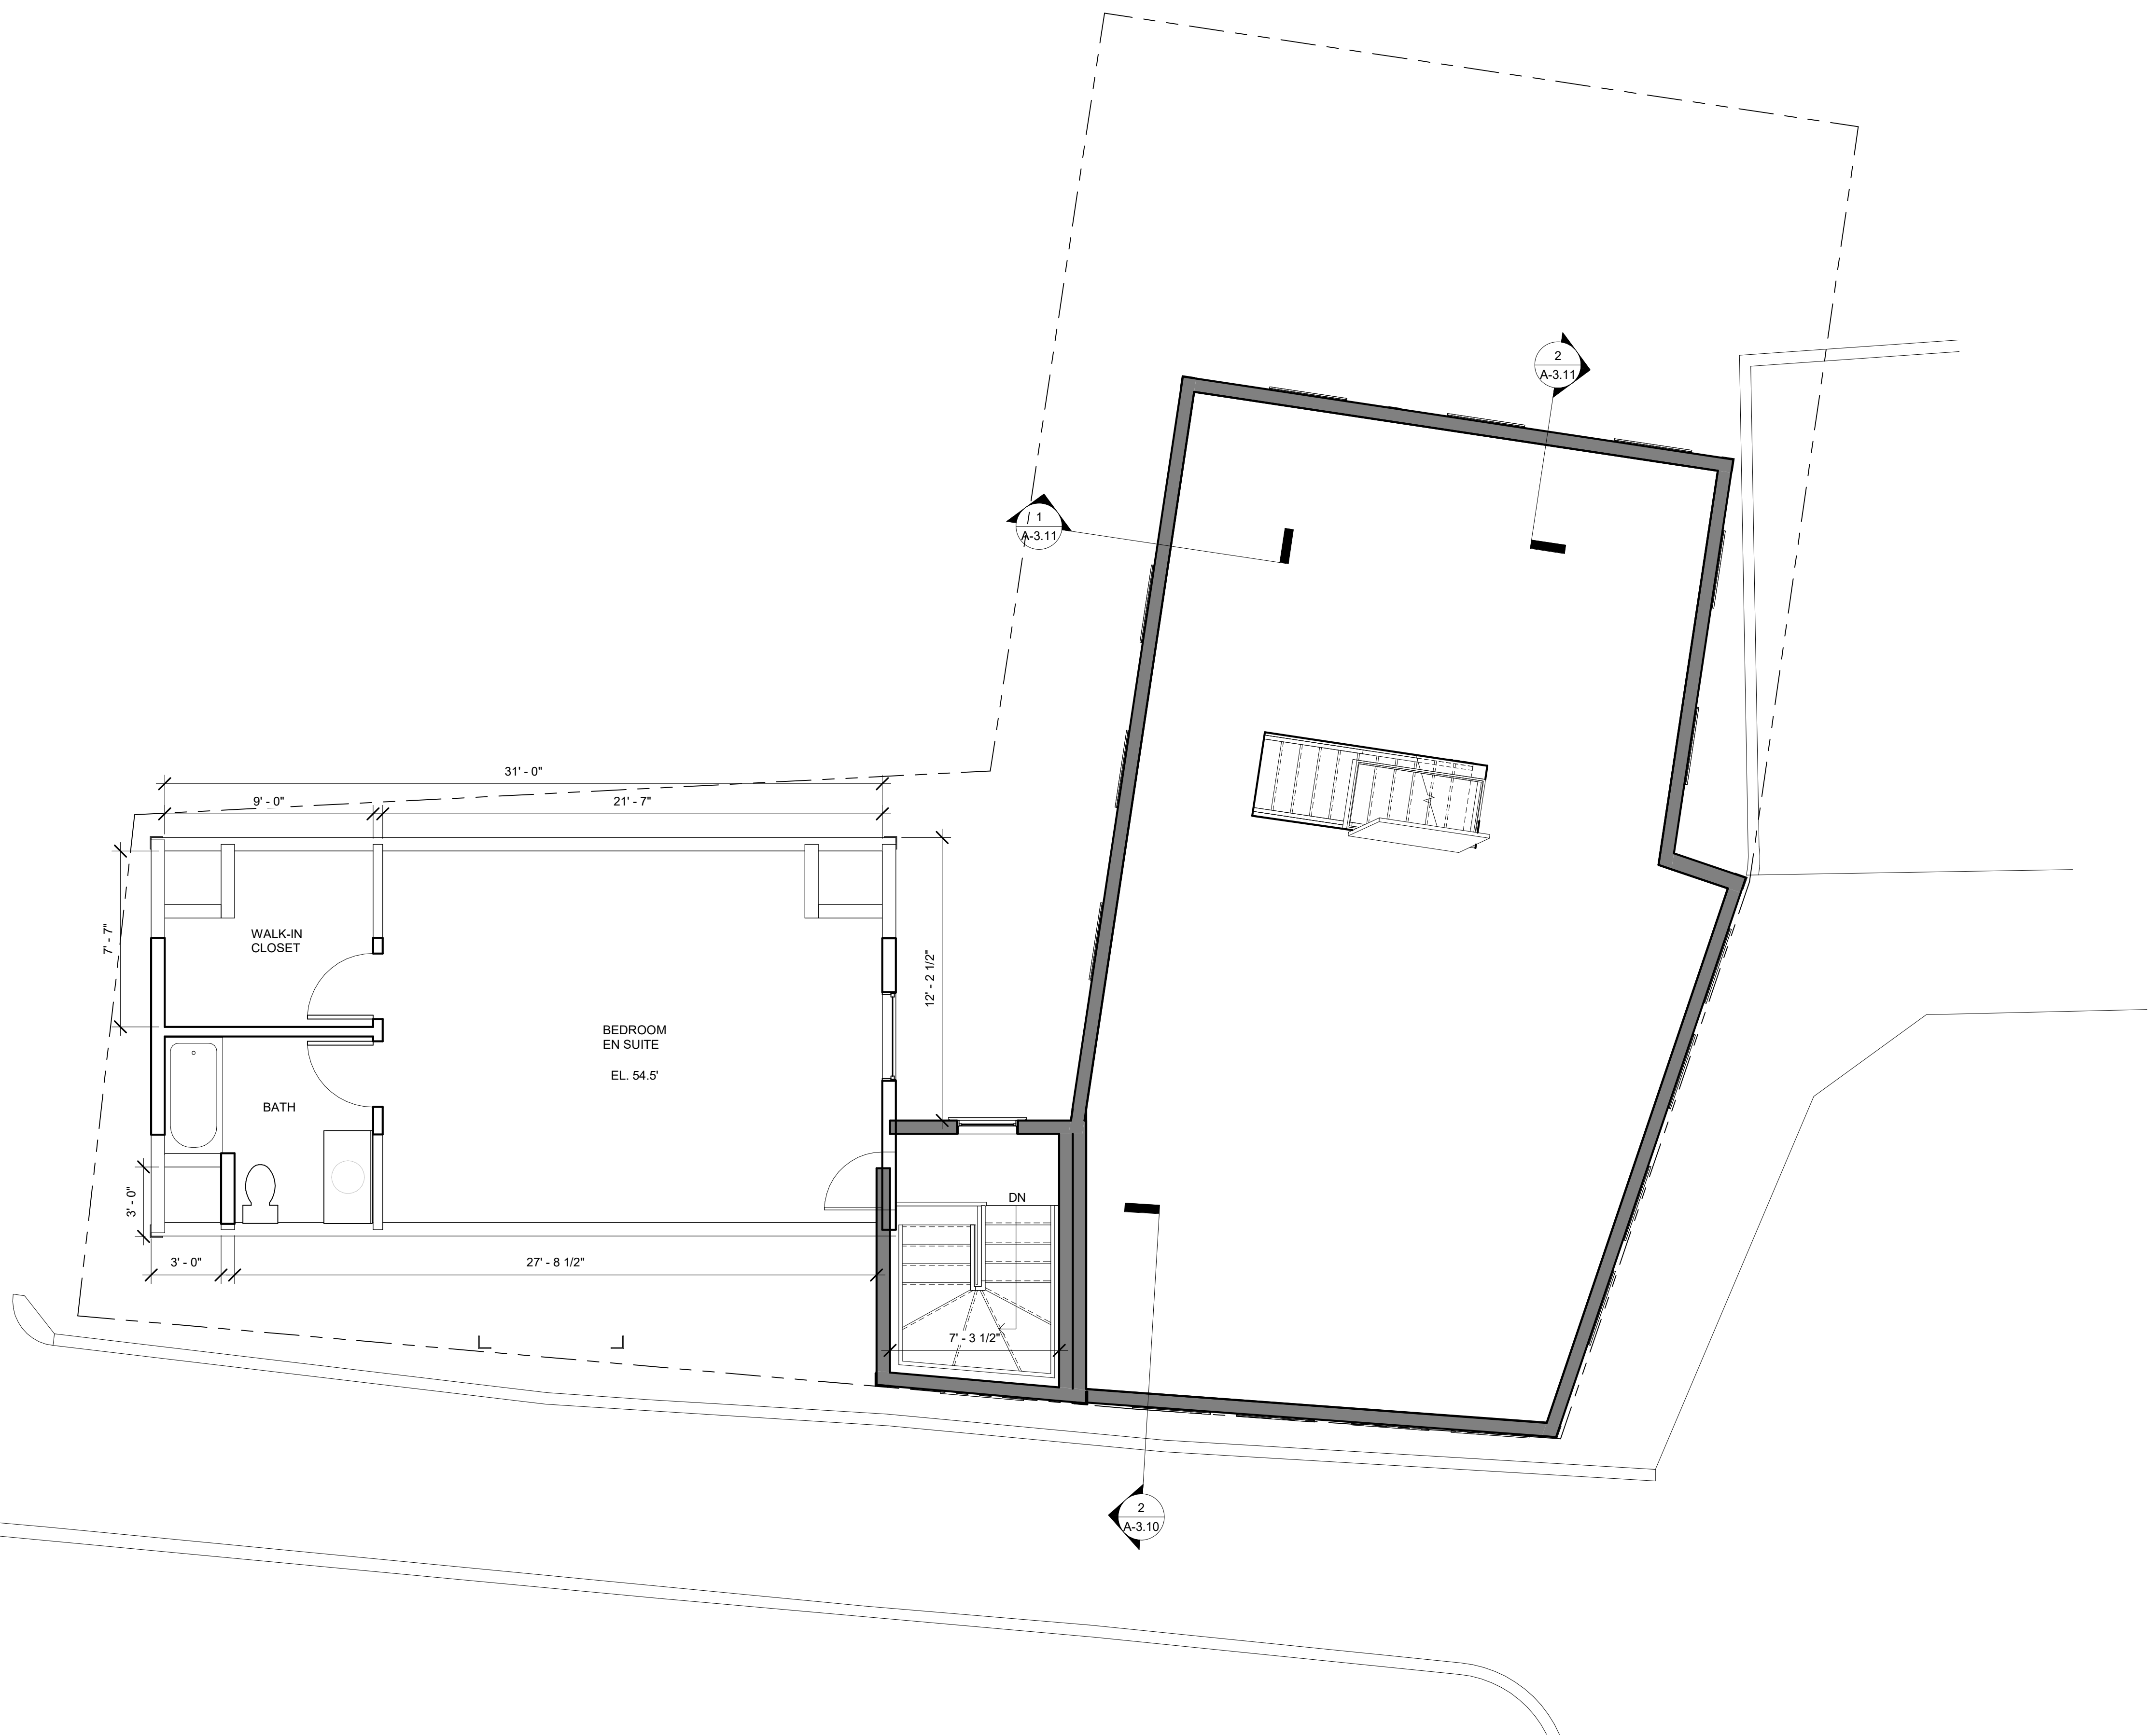 2
A-3.11
1
A-3.11
31' - 0"
9' - 0"
21' - 7"
7' - 7"
WALK-IN
CLOSET
12' - 2 1/2"
BEDROOM
EN SUITE
EL. 54.5'
BATH
3' - 0"
DN
3' - 0"
27' - 8 1/2"
7' - 3 1/2"
2
A-3.10